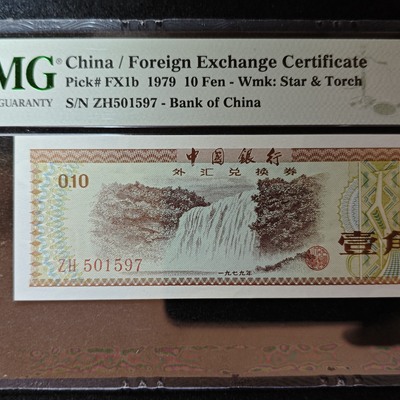 MG China / Foreign Exchange Certificate
GUARANTY Pick# FX1b 1979 10 Fen - Wmk: Star & Torch
S/N ZH501597 - Bank of China
中国银行
外汇兑换券
0.10
壹角
ZH 501597
一九七九年